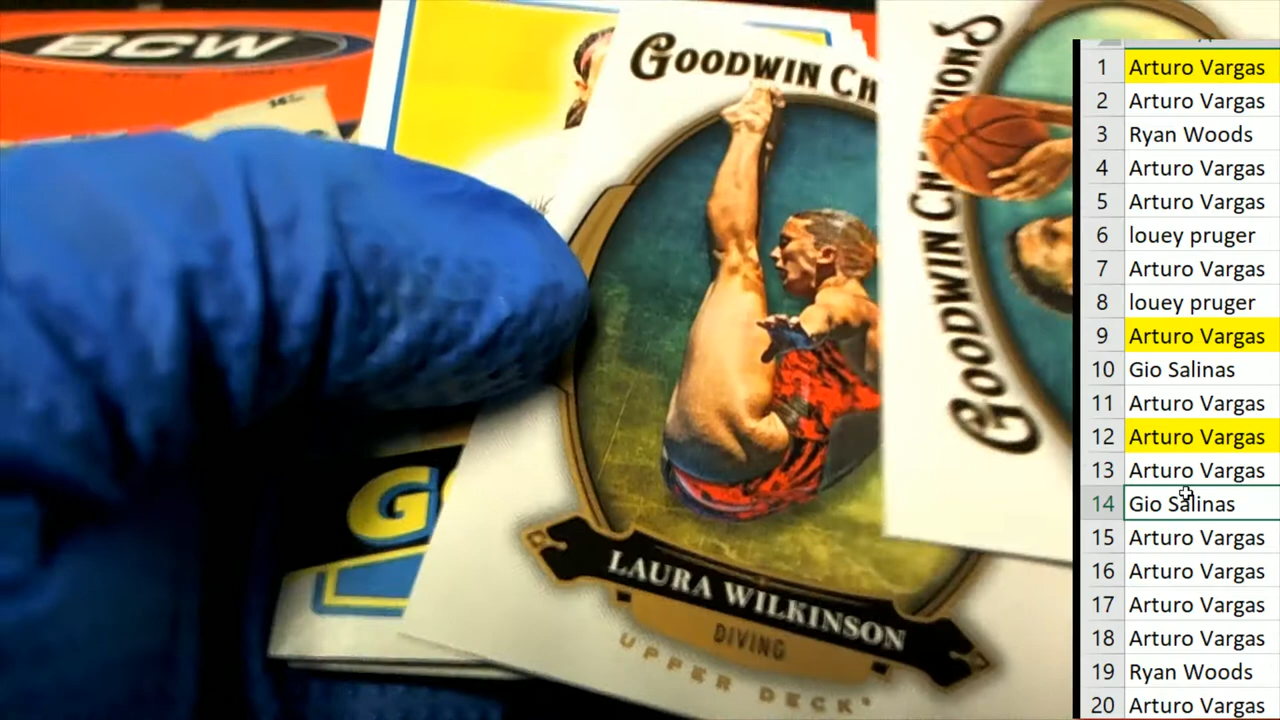 BCW
GOODWIN CH
LAURA WILKINSON
DIVING
UPPER DECK
GOODWIN CHAMPIONS
G
1 Arturo Vargas
2 Arturo Vargas
3 Ryan Woods
4 Arturo Vargas
5 Arturo Vargas
6 louey pruger
7 Arturo Vargas
8 louey pruger
9 Arturo Vargas
10 Gio Salinas
11 Arturo Vargas
12 Arturo Vargas
13 Arturo Vargas
14 Gio Salinas
15 Arturo Vargas
16 Arturo Vargas
17 Arturo Vargas
18 Arturo Vargas
19 Ryan Woods
20 Arturo Vargas